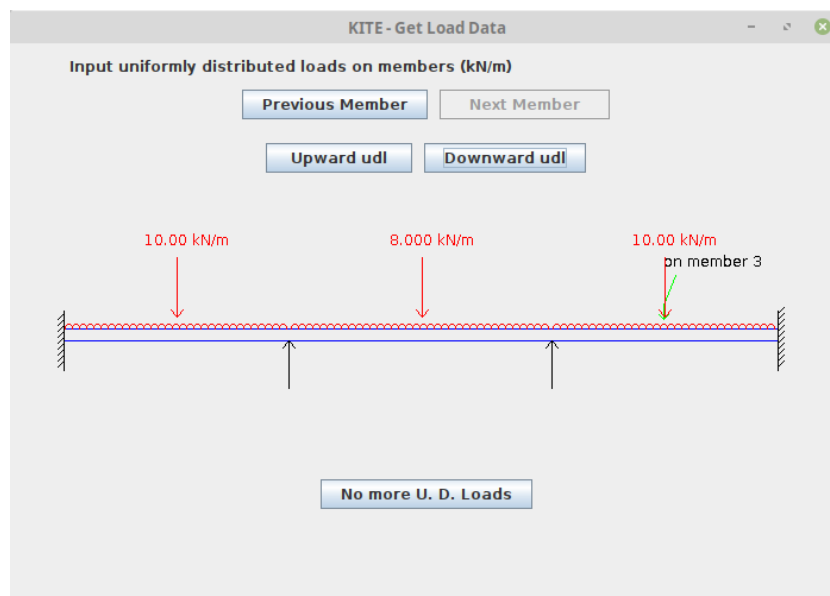 KITE - Get Load Data
Input uniformly distributed loads on members (kN/m)
Previous Member
Next Member
Upward udl
Downward udl
10.00 kN/m
8.000 kN/m
10.00 kN/m
on member 3
No more U. D. Loads